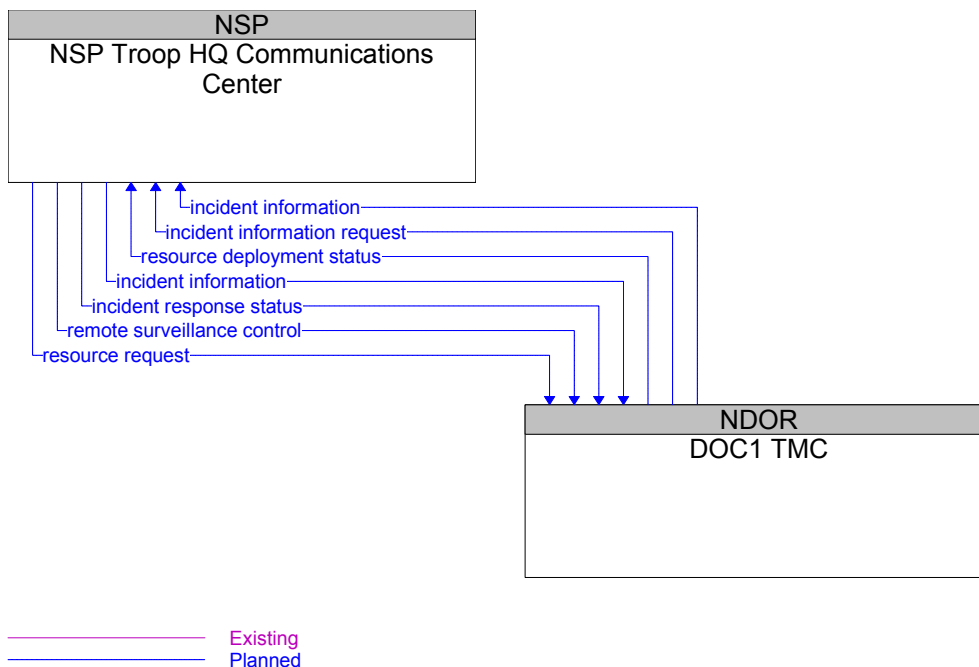 NSP
NSP Troop HQ Communications
Center
incident information
incident information request
resource deployment status
incident information
incident response status
remote surveillance control
resource request
NDOR
DOC1 TMC
Existing
Planned